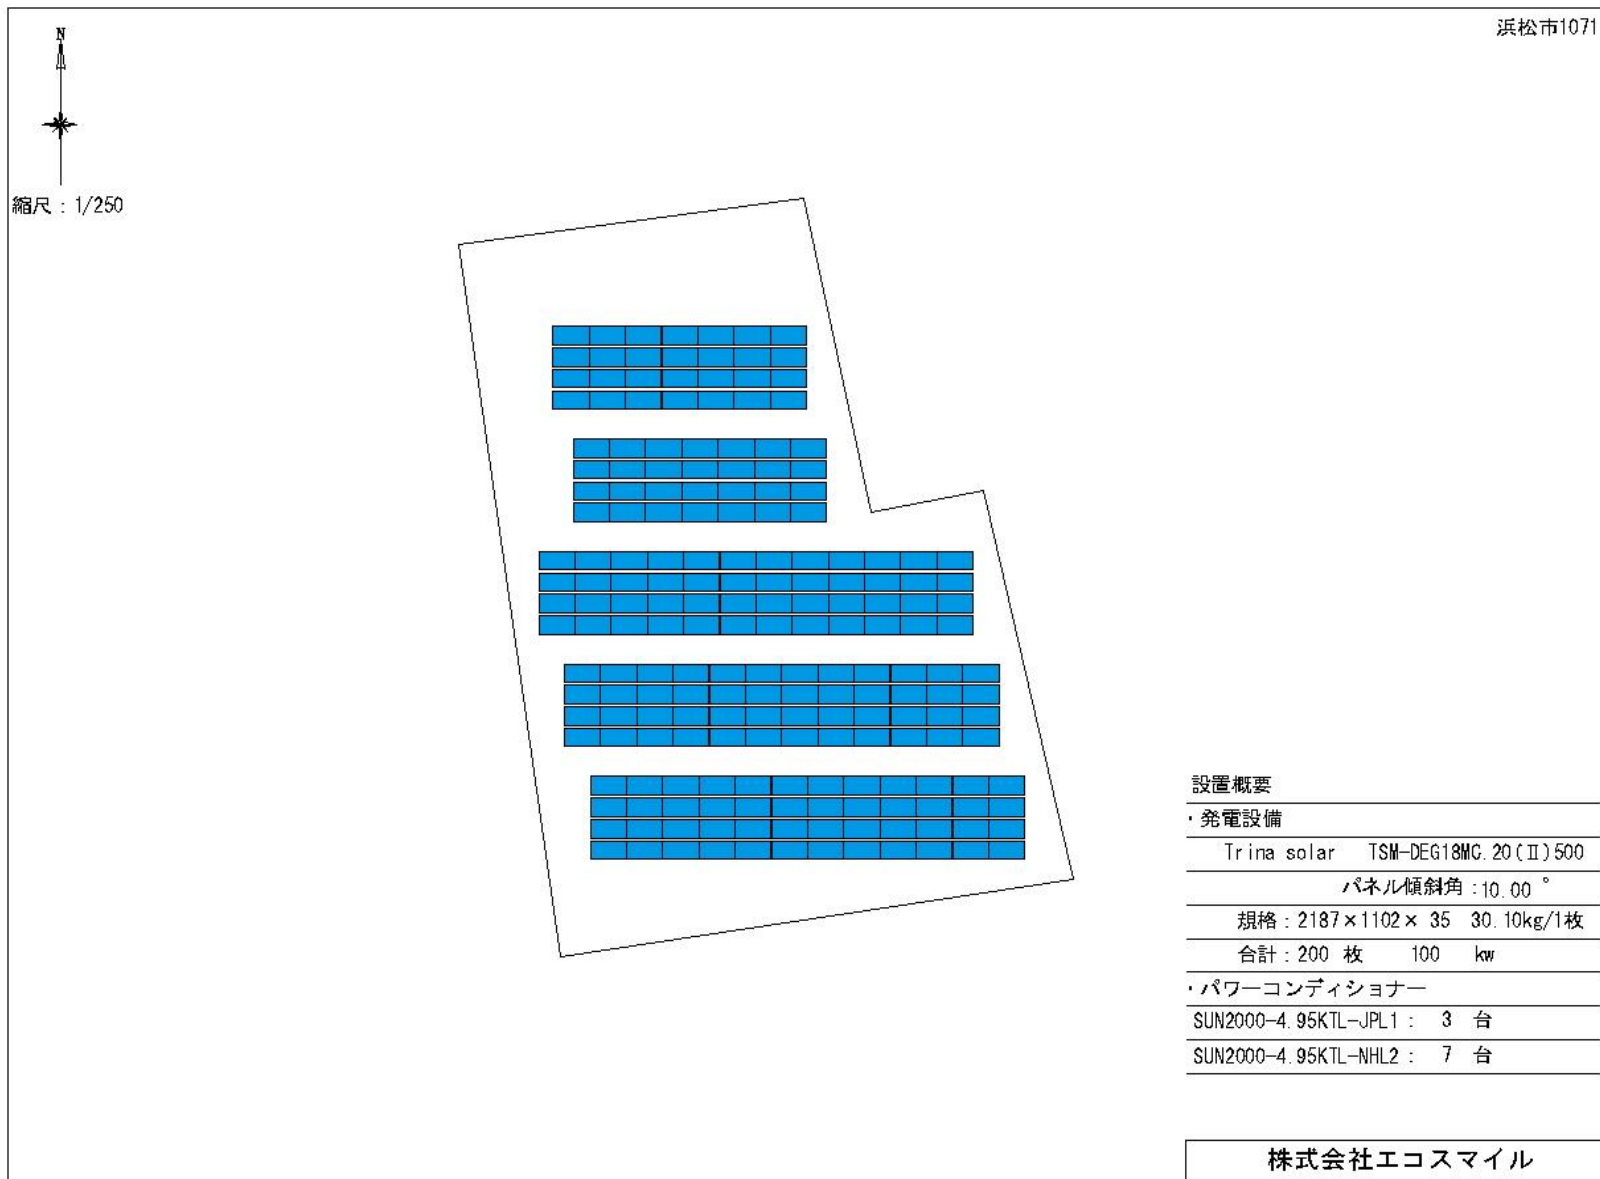 浜松市1071
N
縮尺：1/250
設置概要
・発電設備
Trina solar TSM-DEG18MC.20(Ⅱ)500
パネル傾斜角：10.00 °
規格：2187×1102× 35 30.10kg/1枚
合計：200 枚 100 kw
・パワーコンディショナー
SUN2000-4.95KTL-JPL1： 3 台
SUN2000-4.95KTL-NHL2： 7 台
株式会社エコスマイル